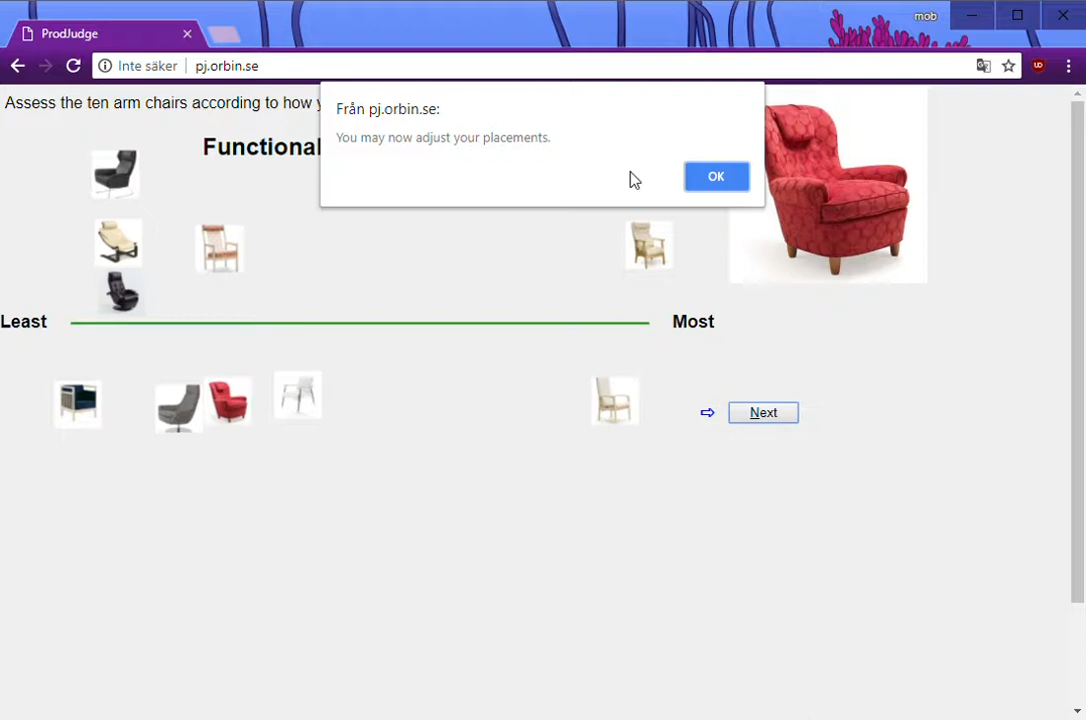 mob
ProdJudge
Inte säker
pj.orbin.se
Assess the ten arm chairs according to how
Från pj.orbin.se:
You may now adjust your placements.
OK
Functional
Least
Most
Next